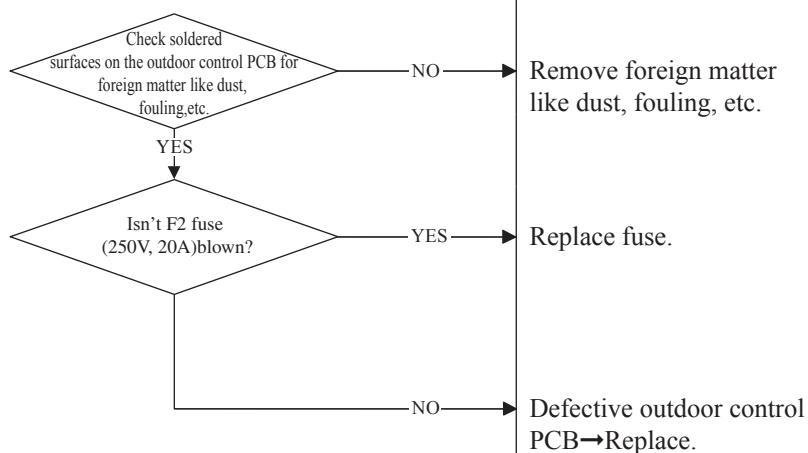 Check soldered
surfaces on the outdoor control PCB for
foreign matter like dust,
fouling,etc.
NO
Remove foreign matter
like dust, fouling, etc.
YES
Isn't F2 fuse
(250V, 20A)blown?
YES
Replace fuse.
NO
Defective outdoor control
PCB→Replace.